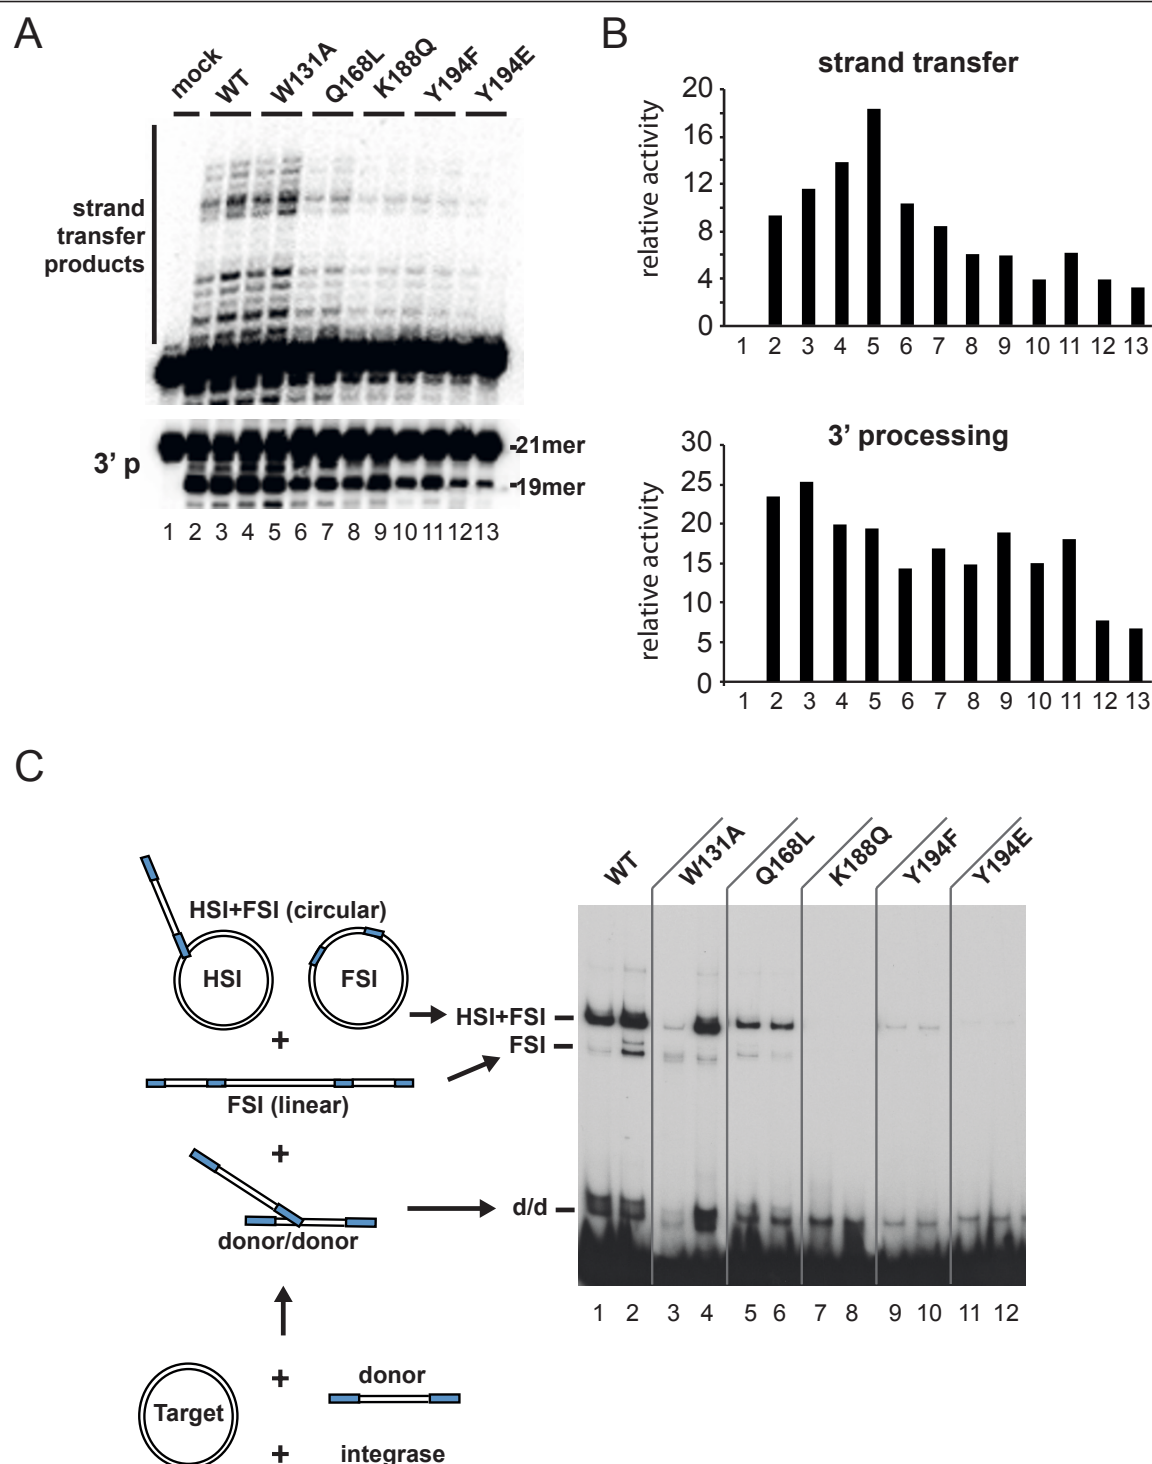 A
mock WT W131A Q168L K188Q Y194F Y194E
strand
transfer
products
3’ p
-21mer
-19mer
1 2 3 4 5 6 7 8 9 10 11 12 13
B
strand transfer
relative activity
20
16
12
8
4
0
1 2 3 4 5 6 7 8 9 10 11 12 13
3’ processing
relative activity
30
25
20
15
10
5
0
1 2 3 4 5 6 7 8 9 10 11 12 13
C
WT W131A Q168L K188Q Y194F Y194E
HSI+FSI (circular)
HSI
FSI
+
FSI (linear)
+
donor/donor
HSI+FSI
FSI
d/d
1 2 3 4 5 6 7 8 9 10 11 12
Target
+
donor
+
integrase